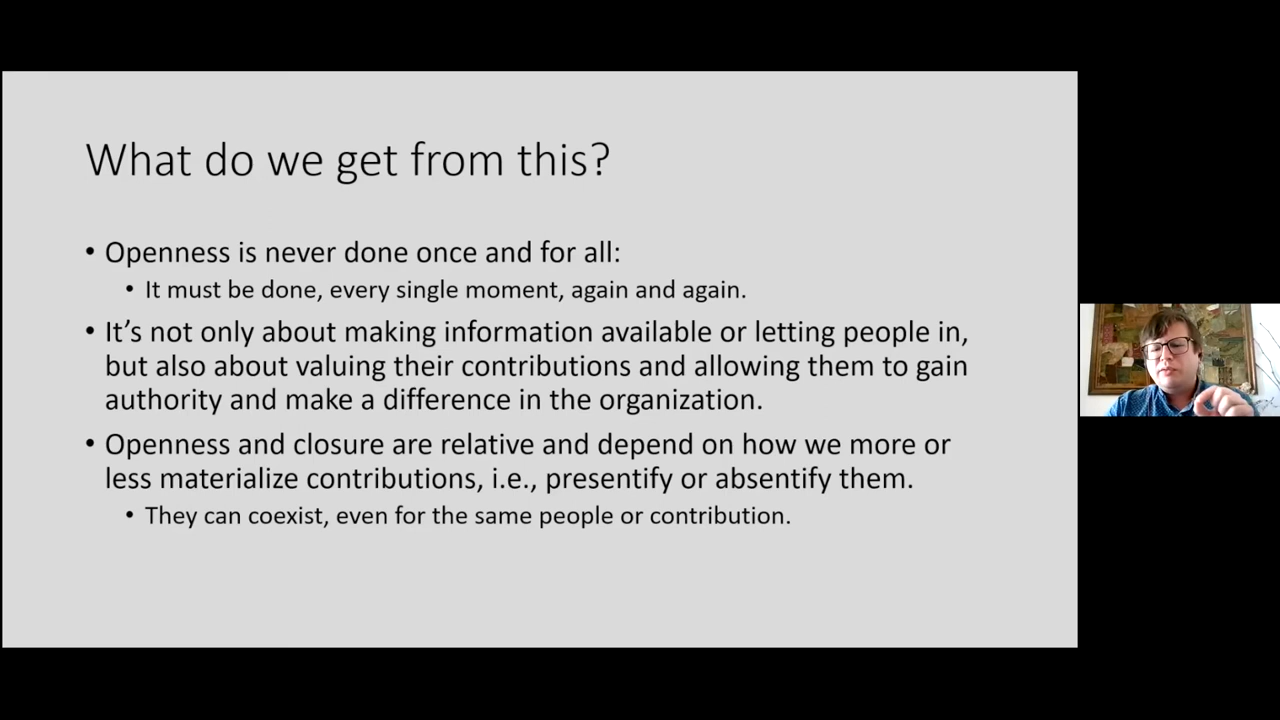 What do we get from this?
• Openness is never done once and for all:
• It must be done, every single moment, again and again.
• It’s not only about making information available or letting people in,
but also about valuing their contributions and allowing them to gain
authority and make a difference in the organization.
• Openness and closure are relative and depend on how we more or
less materialize contributions, i.e., presentify or absentify them.
• They can coexist, even for the same people or contribution.